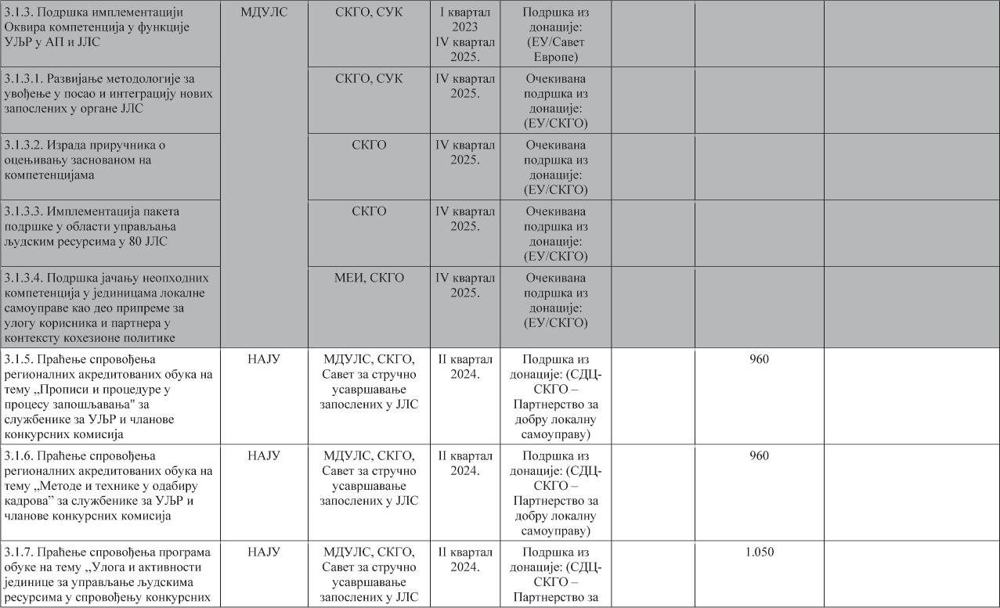 3.1.3. Подршка имплементацији
Оквира компетенција у функције
УЉР у АП и ЈЛС
МДУЛС
СКГО, СУК
I квартал
2023
IV квартал
2025.
Подршка из
донације:
(ЕУ/Савет
Европе)
3.1.3.1. Развијање методологије за
увођење у посао и интеграцију нових
запослених у органе ЈЛС
СКГО, СУК
IV квартал
2025.
Очекивана
подршка из
донације:
(ЕУ/СКГО)
3.1.3.2. Израда приручника о
оцењивању заснованом на
компетенцијама
СКГО
IV квартал
2025.
Очекивана
подршка из
донације:
(ЕУ/СКГО)
3.1.3.3. Имплементација пакета
подршке у области управљања
људским ресурсима у 80 ЈЛС
СКГО
IV квартал
2025.
Очекивана
подршка из
донације:
(ЕУ/СКГО)
3.1.3.4. Подршка јачању неопходних
компетенција у јединицама локалне
самоуправе као део припреме за
улогу корисника и партнера у
контексту кохезионе политике
МЕИ, СКГО
IV квартал
2025.
Очекивана
подршка из
донације:
(ЕУ/СКГО)
3.1.5. Праћење спровођења
регионалних акредитованих обука на
тему „Прописи и процедуре у
процесу запошљавања" за
службенике за УЉР и чланове
конкурсних комисија
НАЈУ
МДУЛС, СКГО,
Савет за стручно
усавршавање
запослених у ЈЛС
II квартал
2024.
Подршка из
донације: (СДЦ-
СКГО –
Партнерство за
добру локалну
самоуправу)
960
3.1.6. Праћење спровођења
регионалних акредитованих обука на
тему „Методе и технике у одабиру
кадрова” за службенике за УЉР и
чланове конкурсних комисија
НАЈУ
МДУЛС, СКГО,
Савет за стручно
усавршавање
запослених у ЈЛС
II квартал
2024.
Подршка из
донације: (СДЦ-
СКГО –
Партнерство за
добру локалну
самоуправу)
960
3.1.7. Праћење спровођења програма
обуке на тему „Улога и активности
јединице за управљање људскима
ресурсима у спровођењу конкурсних
НАЈУ
МДУЛС, СКГО,
Савет за стручно
усавршавање
запослених у ЈЛС
II квартал
2024.
Подршка из
донације: (СДЦ-
СКГО –
Партнерство за
1.050